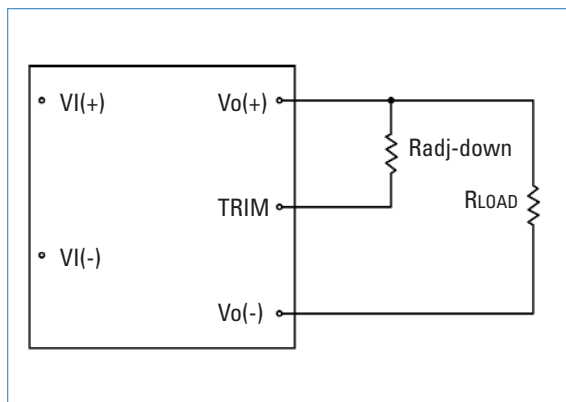 VI(+)
Vo(+)
Radj-down
RLOAD
TRIM
VI(-)
Vo(-)